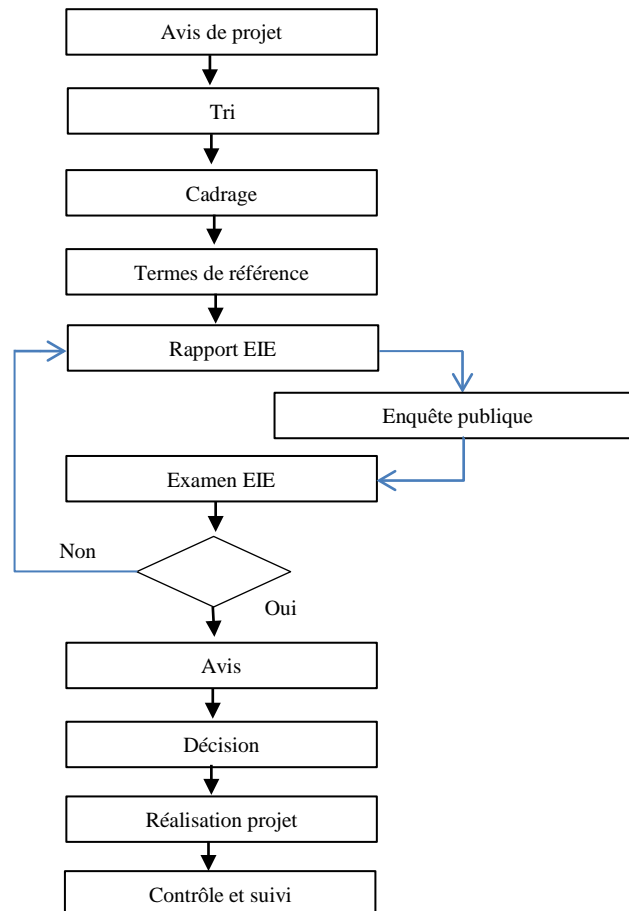 Avis de projet
Tri
Cadrage
Termes de référence
Rapport EIE
Enquête publique
Examen EIE
Non
Oui
Avis
Décision
Réalisation projet
Contrôle et suivi